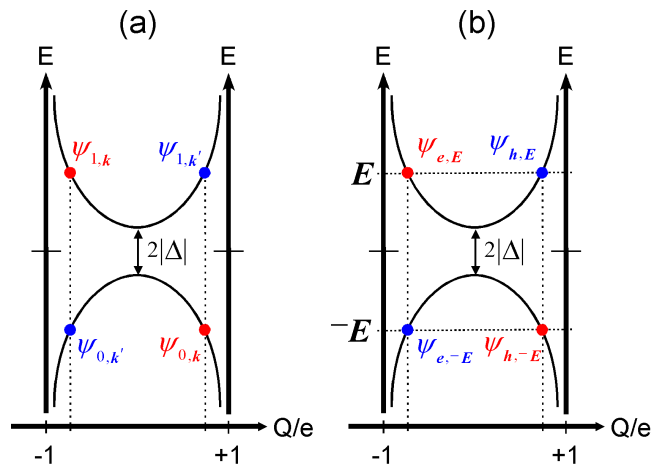 (a) (b)
E E E E
ψ1,k ψ1,k′ ψe,E ψh,E
E
2|Δ| 2|Δ|
−E
ψ0,k′ ψ0,k ψe,−E ψh,−E
Q/e Q/e
-1 +1 -1 +1